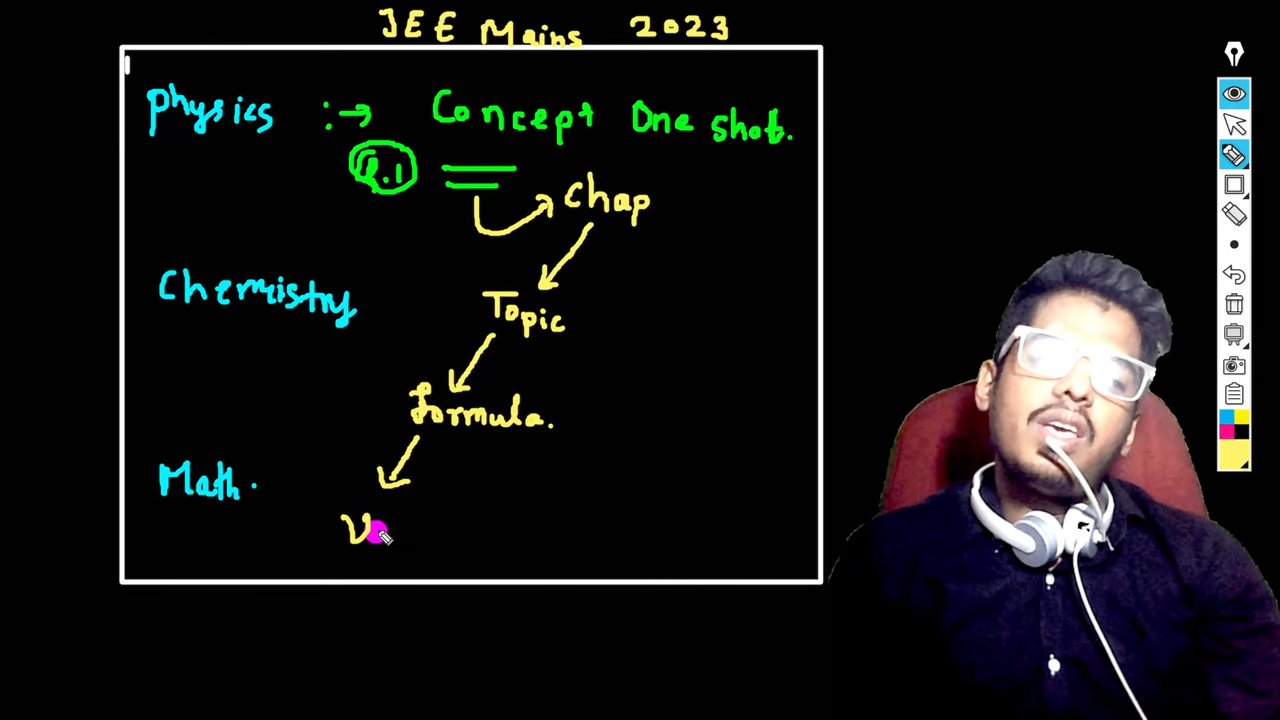 JEE Mains 2023
Physics :→ Concept One shot.
Q.1
Chap
Chemistry
Topic
formula.
Math.
V